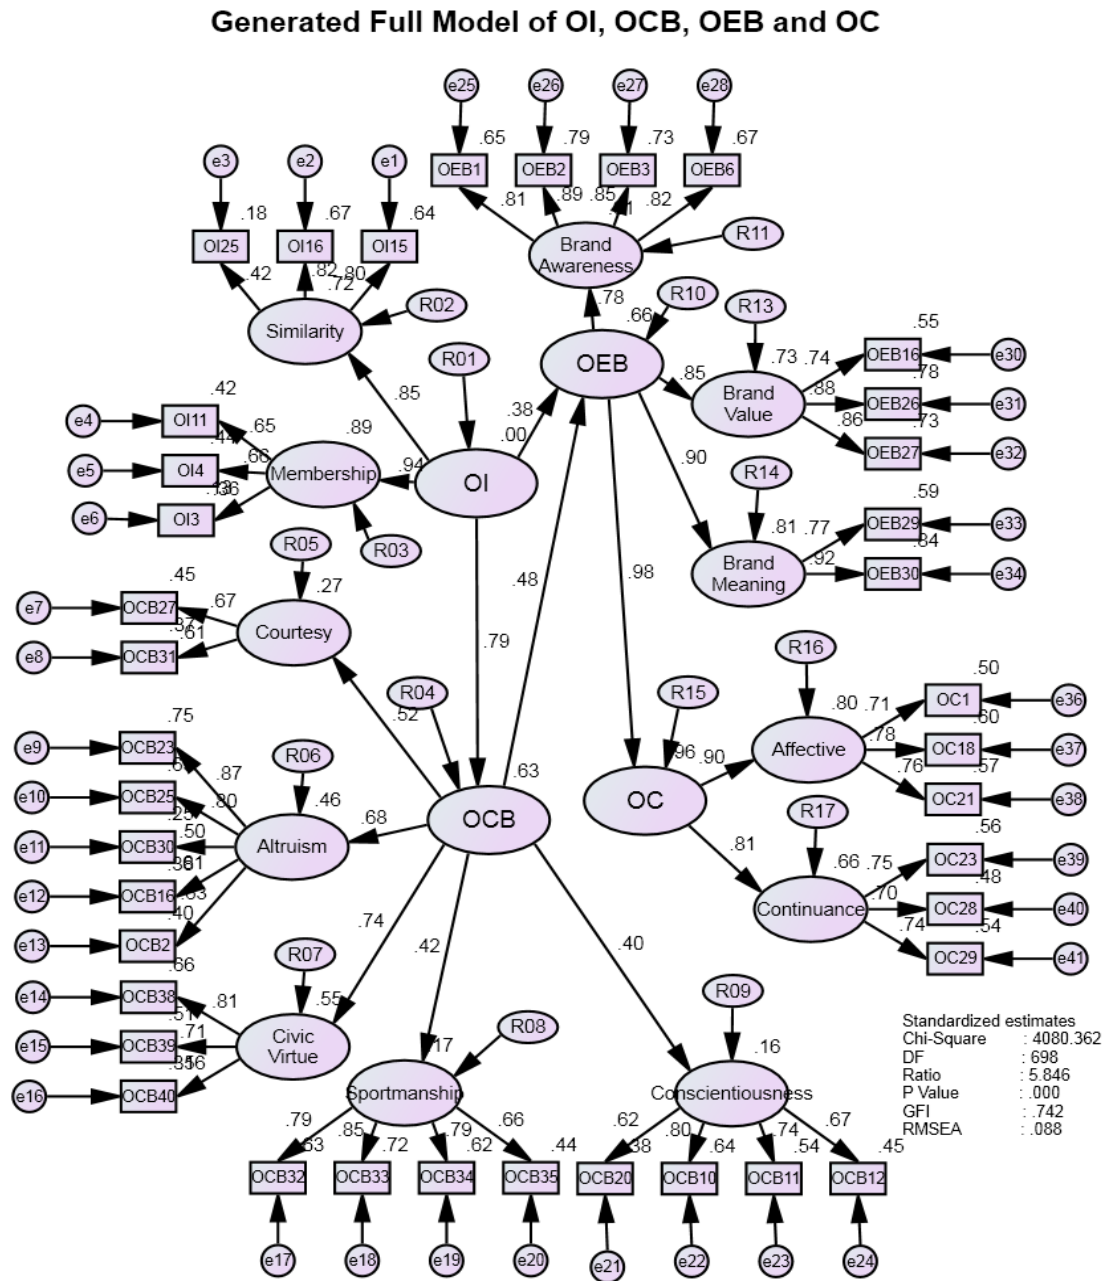 Generated Full Model of OI, OCB, OEB and OC
e25 e26 e27 e28
.65 .79 .73 .67
OEB1 OEB2 OEB3 OEB6
.81 .89 .85 .82
e3 e2 e1
.18 .67 .64
OI25 OI16 OI15
.42 .82 .80
.72
Brand Awareness
R11
Similarity
R02
R01
.78
.66
R10
R13
OEB
.55
.73 .74 OEB16 e30
.85
Brand Value
.78
.88 OEB26 e31
.73
.86 OEB27 e32
.85
.38
.00
.42
e4 OI11 .65
.89
.44
e5 OI4 .66
Membership
.94
OI
e6 OI3 .36
R03
.90
R14
.59
.81 .77 OEB29 e33
Brand Meaning
.84
.92 OEB30 e34
R05
.27
.45
e7 OCB27 .67
.37
e8 OCB31 .61
Courtesy
.48
.98
.79
R16
.50
.80 .71 OC1 e36
Affective
.60
.78 OC18 e37
.57
.76 OC21 e38
R04
.52
R15
.96 .90
OC
.63
OCB
.75
e9 OCB23 .87
R06
e10 OCB25 .80
.46
.25
e11 OCB30 .50
Altruism
.68
e12 OCB16
.63
.40
e13 OCB2
R17
.81
.56
.66 .75 OC23 e39
Continuance
.48
.70 OC28 e40
.54
.74 OC29 e41
.66
e14 OCB38 .81
R07
.55
.51
e15 OCB39 .71
Civic Virtue
e16 OCB40 .56
.74
.42
.40
R08
R09
.17
.16
Sportmanship
Conscientiousness
.79 .85 .79 .66
.63 .72 .62 .44
OCB32 OCB33 OCB34 OCB35
e17 e18 e19 e20
.62 .80 .74 .67
.38 .64 .54 .45
OCB20 OCB10 OCB11 OCB12
e21 e22 e23 e24
Standardized estimates
Chi-Square : 4080.362
DF : 698
Ratio : 5.846
P Value : .000
GFI : .742
RMSEA : .088